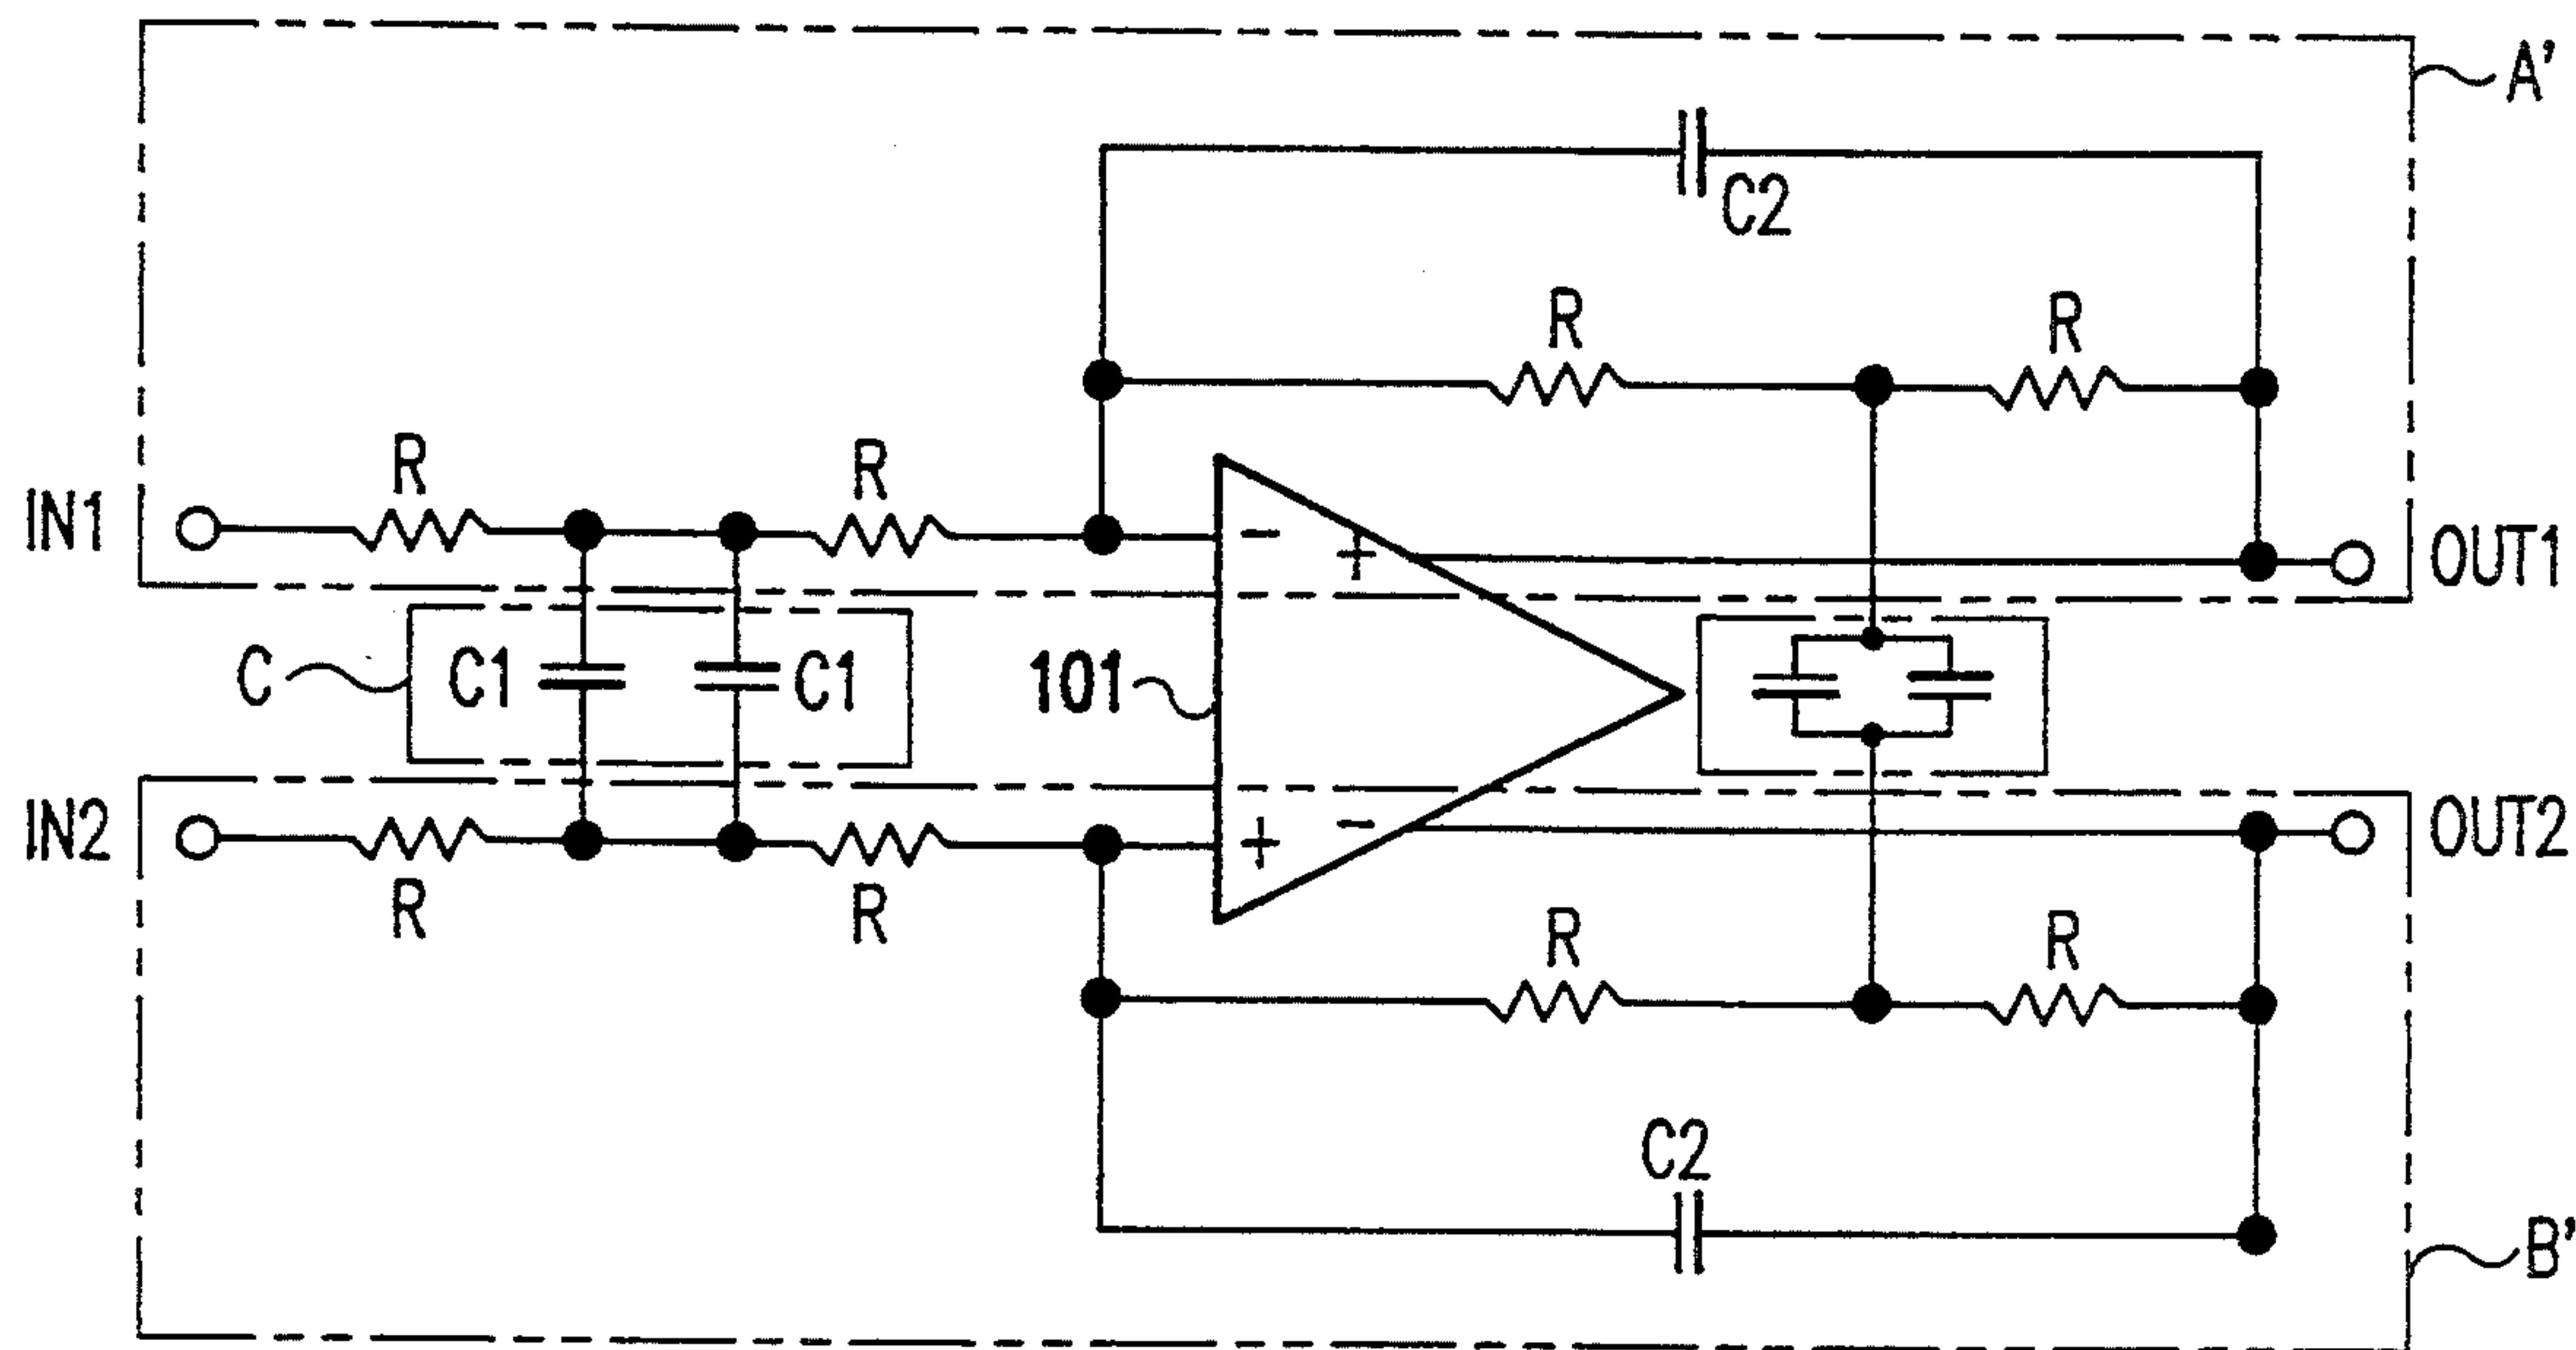 A'
C2
R
R
R
R
IN1
- +
OUT1
C
C1
C1
101
IN2
+ -
OUT2
R
R
R
R
C2
B'